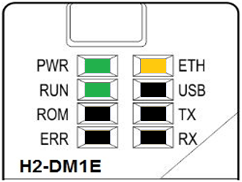 PWR ETH
RUN USB
ROM TX
ERR RX
H2-DM1E